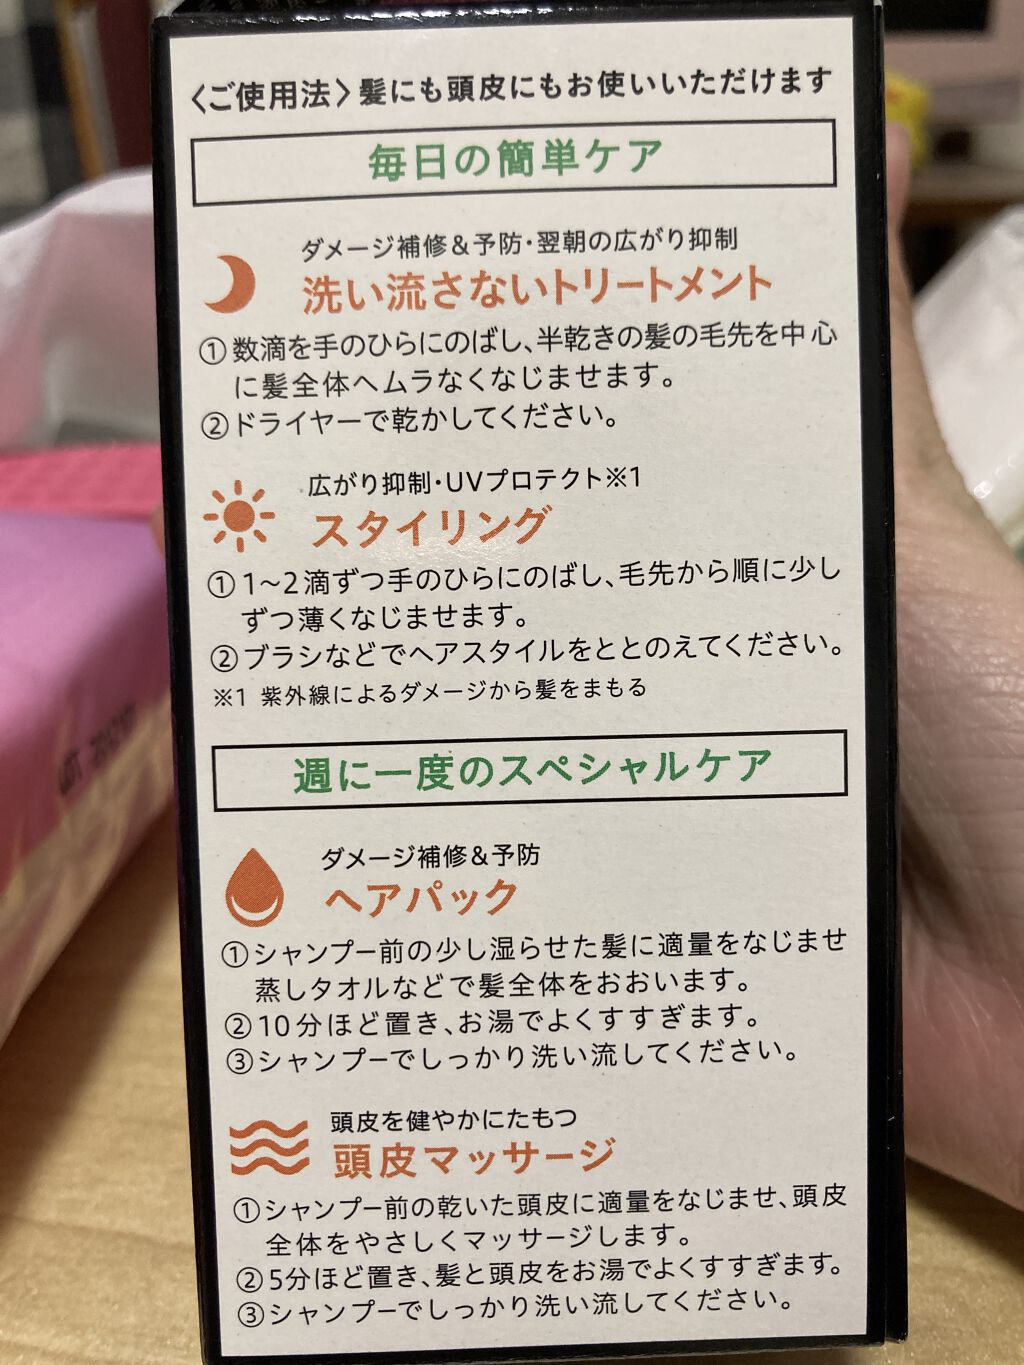 〈ご使用法〉髪にも頭皮にもお使いいただけます
毎日の簡単ケア
ダメージ補修&予防・翌朝の広がり抑制
洗い流さないトリートメント
①数滴を手のひらにのばし、半乾きの髪の毛先を中心
に髪全体へムラなくなじませます。
②ドライヤーで乾かしてください。
広がり抑制・UVプロテクト※1
スタイリング
①1〜2滴ずつ手のひらにのばし、毛先から順に少し
ずつ薄くなじませます。
②ブラシなどでヘアスタイルをととのえてください。
※1 紫外線によるダメージから髪をまもる
週に一度のスペシャルケア
ダメージ補修&予防
ヘアパック
①シャンプー前の少し湿らせた髪に適量をなじませ
蒸しタオルなどで髪全体をおおいます。
②10分ほど置き、お湯でよくすすぎます。
③シャンプーでしっかり洗い流してください。
頭皮を健やかにたもつ
頭皮マッサージ
①シャンプー前の乾いた頭皮に適量をなじませ、頭皮
全体をやさしくマッサージします。
②5分ほど置き、髪と頭皮をお湯でよくすすぎます。
③シャンプーでしっかり洗い流してください。